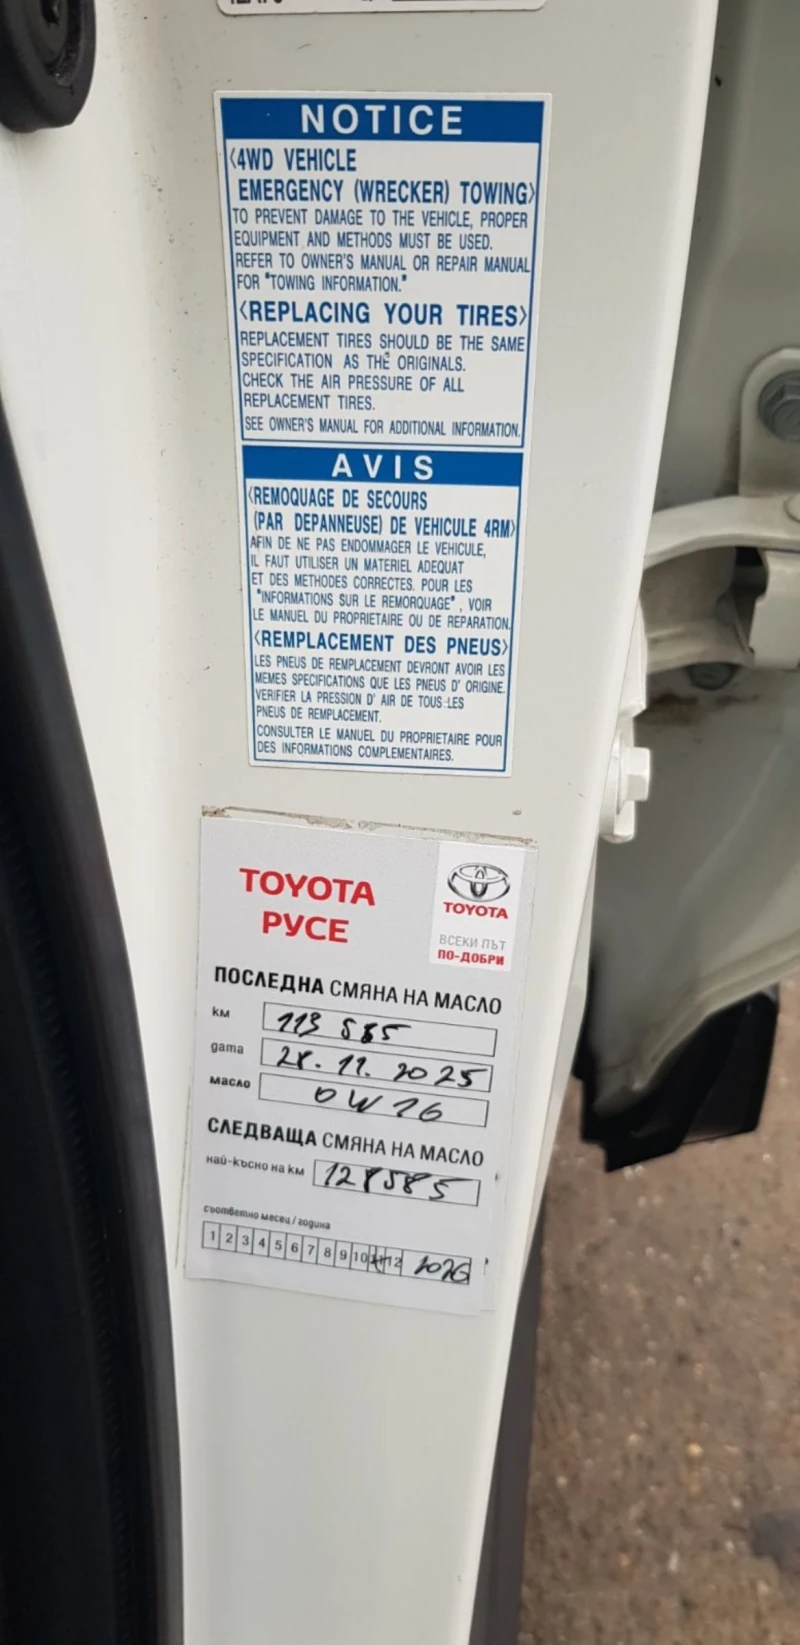 NOTICE
<4WD VEHICLE
EMERGENCY (WRECKER) TOWING>
TO PREVENT DAMAGE TO THE VEHICLE, PROPER
EQUIPMENT AND METHODS MUST BE USED.
REFER TO OWNER'S MANUAL OR REPAIR MANUAL
FOR "TOWING INFORMATION."
<REPLACING YOUR TIRES>
REPLACEMENT TIRES SHOULD BE THE SAME
SPECIFICATION AS THE ORIGINALS.
CHECK THE AIR PRESSURE OF ALL
REPLACEMENT TIRES.
SEE OWNER'S MANUAL FOR ADDITIONAL INFORMATION.
AVIS
<REMOQUAGE DE SECOURS
(PAR DEPANNEUSE) DE VEHICULE 4RM>
AFIN DE NE PAS ENDOMMAGER LE VEHICULE,
IL FAUT UTILISER UN MATERIEL ADEQUAT
ET DES METHODES CORRECTES. POUR LES
"INFORMATIONS SUR LE REMORQUAGE", VOIR
LE MANUEL DU PROPRIETAIRE OU DE REPARATION.
<REMPLACEMENT DES PNEUS>
LES PNEUS DE REMPLACEMENT DEVRONT AVOIR LES
MEMES SPECIFICATIONS QUE LES PNEUS D' ORIGINE.
VERIFIER LA PRESSION D' AIR DE TOUS LES
PNEUS DE REMPLACEMENT.
CONSULTER LE MANUEL DU PROPRIETAIRE POUR
DES INFORMATIONS COMPLEMENTAIRES.
TOYOTA
РУСЕ
TOYOTA
ВСЕКИ ПЪТ
ПО-ДОБРИ
ПОСЛЕДНА СМЯНА НА МАСЛО
км 113 585
дата 28. 11. 2025
масло 0W16
СЛЕДВАЩА СМЯНА НА МАСЛО
най-късно на км 128585
съответно месец / година
1 2 3 4 5 6 7 8 9 10 11 12 2026